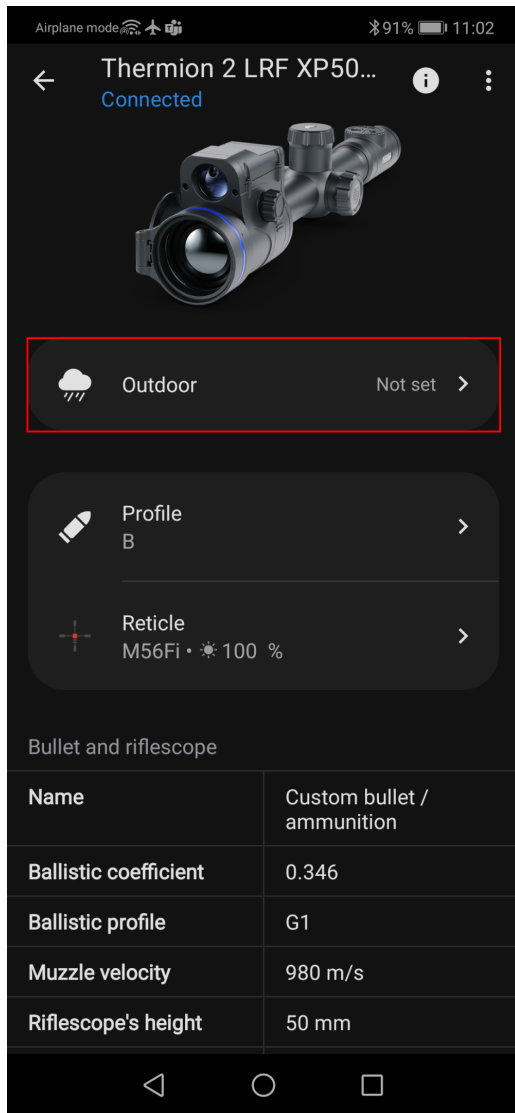 Airplane mode 91% 11:02
Thermion 2 LRF XP50...
Connected
Outdoor Not set
Profile
B
Reticle
M56Fi • 100 %
Bullet and riflescope
Name Custom bullet /
ammunition
Ballistic coefficient 0.346
Ballistic profile G1
Muzzle velocity 980 m/s
Riflescope's height 50 mm